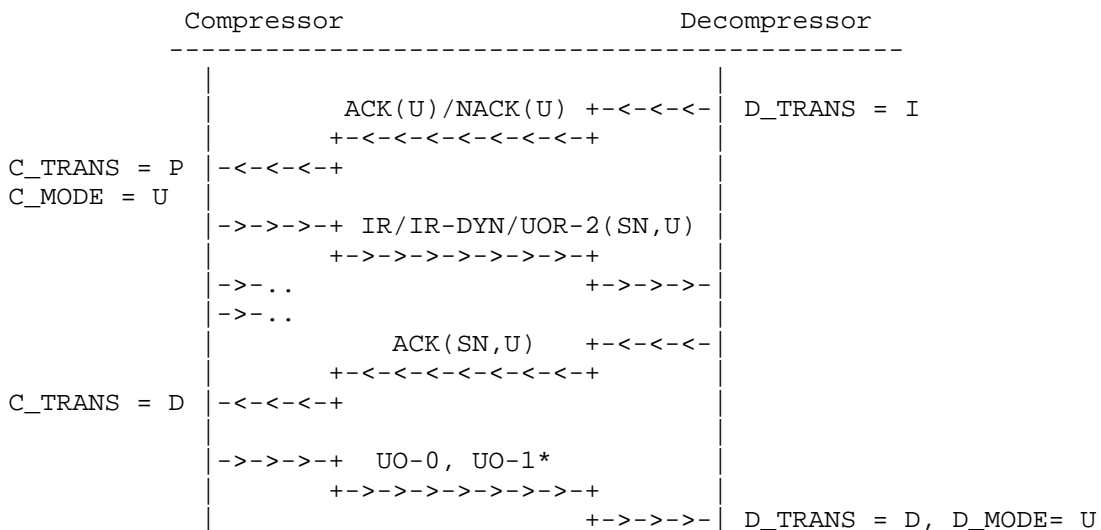 Compressor                     Decompressor
           ----------------------------------------------
             |                               |
             |        ACK(U)/NACK(U) +-<-<-<-| D_TRANS = I
             |       +-<-<-<-<-<-<-<-+       |
C_TRANS = P  |-<-<-<-+                       |
C_MODE = U   |                               |
             |->->->-+ IR/IR-DYN/UOR-2(SN,U) |
             |       +->->->->->->->-+       |
             |->-..                  +->->->-|
             |->-..                          |
             |           ACK(SN,U)   +-<-<-<-|
             |       +-<-<-<-<-<-<-<-+       |
C_TRANS = D  |-<-<-<-+                       |
             |                               |
             |->->->-+  UO-0, UO-1*          |
             |       +->->->->->->->-+       |
             |                       +->->->-| D_TRANS = D, D_MODE= U